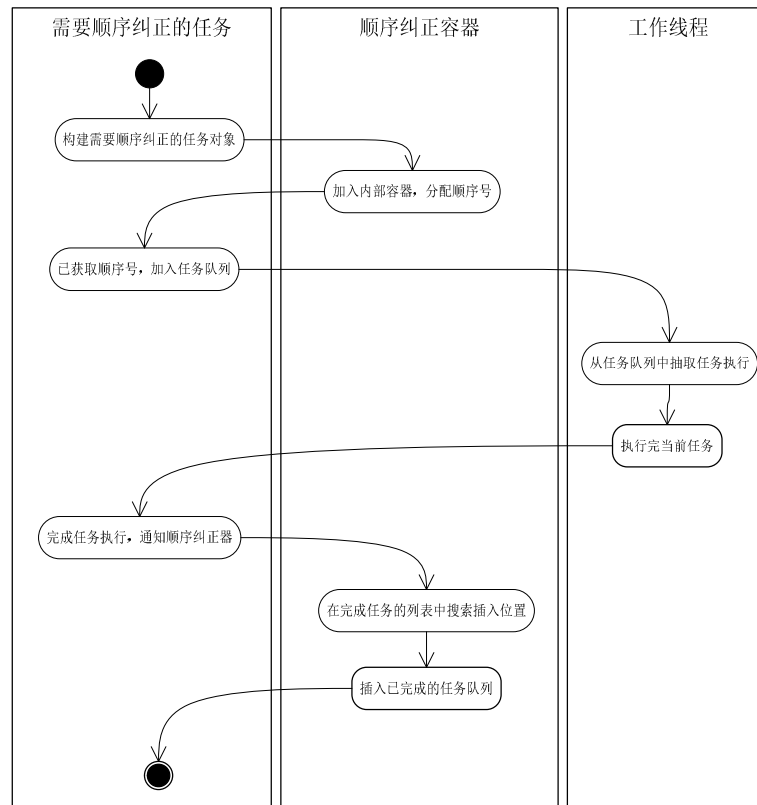 需要顺序纠正的任务
顺序纠正容器
工作线程
构建需要顺序纠正的任务对象
加入内部容器，分配顺序号
已获取顺序号，加入任务队列
从任务队列中抽取任务执行
执行完当前任务
完成任务执行，通知顺序纠正器
在完成任务的列表中搜索插入位置
插入已完成的任务队列